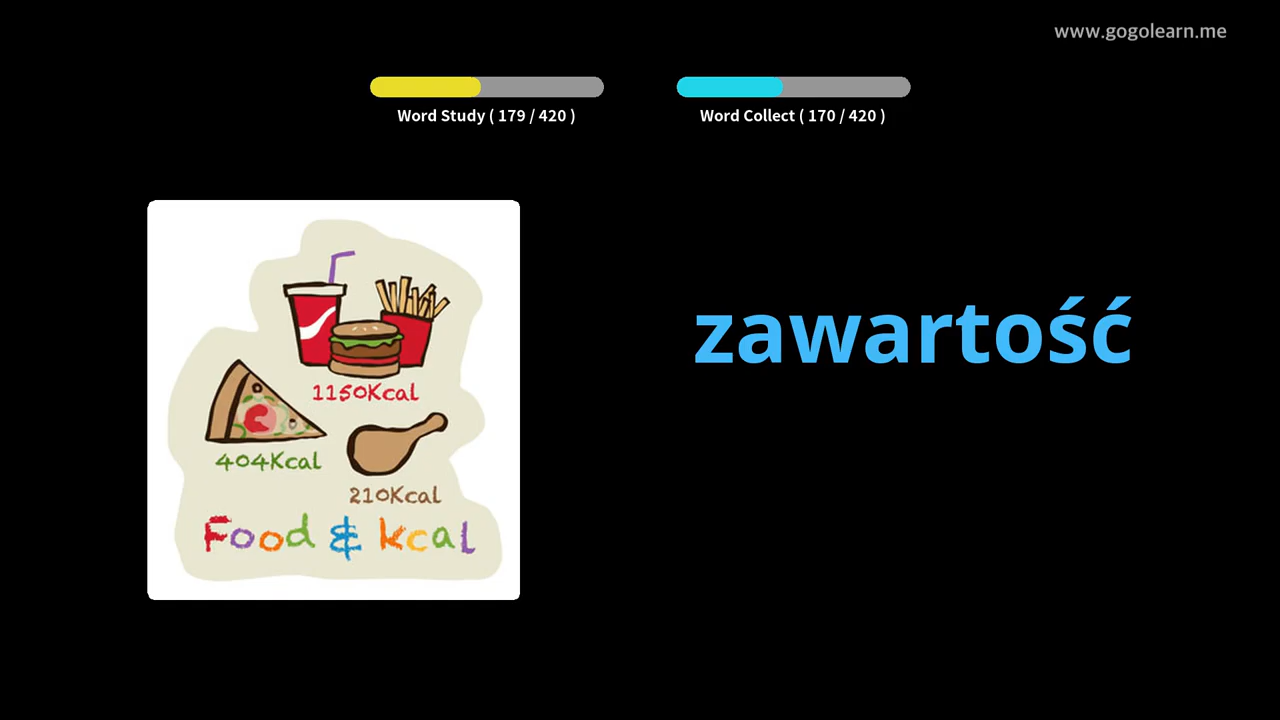 www.gogolearn.me
Word Study ( 179 / 420 )
Word Collect ( 170 / 420 )
zawartość
1150Kcal
404Kcal
210Kcal
Food & kcal